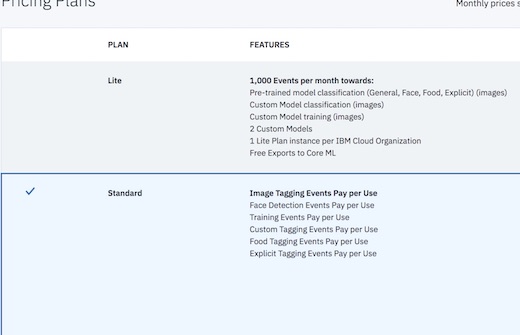 Pricing Plans
Monthly prices s
PLAN
FEATURES
Lite
1,000 Events per month towards:
Pre-trained model classification (General, Face, Food, Explicit) (images)
Custom Model classification (images)
Custom Model training (images)
2 Custom Models
1 Lite Plan instance per IBM Cloud Organization
Free Exports to Core ML
Standard
Image Tagging Events Pay per Use
Face Detection Events Pay per Use
Training Events Pay per Use
Custom Tagging Events Pay per Use
Food Tagging Events Pay per Use
Explicit Tagging Events Pay per Use